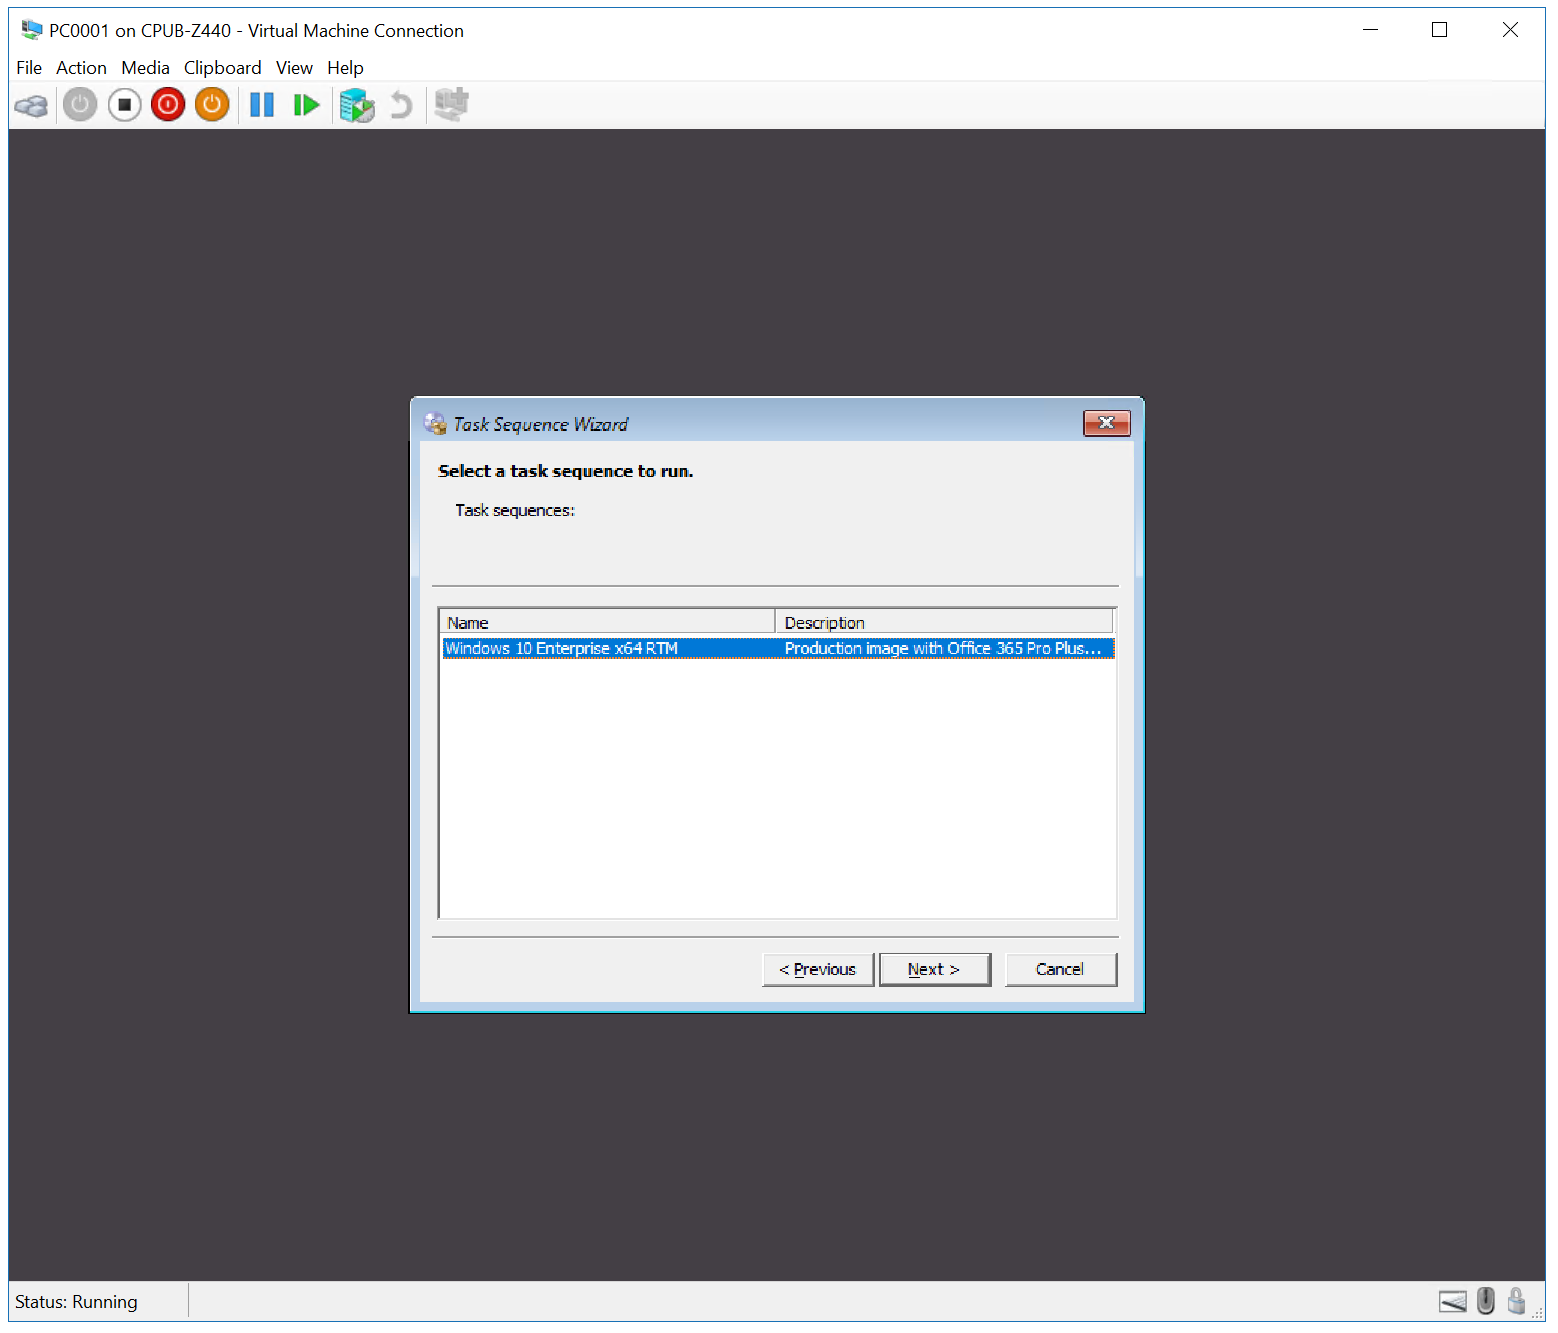 PC0001 on CPUB-Z440 - Virtual Machine Connection
File Action Media Clipboard View Help
Task Sequence Wizard
Select a task sequence to run.
Task sequences:
Name Description
Windows 10 Enterprise x64 RTM Production image with Office 365 Pro Plus...
< Previous Next > Cancel
Status: Running